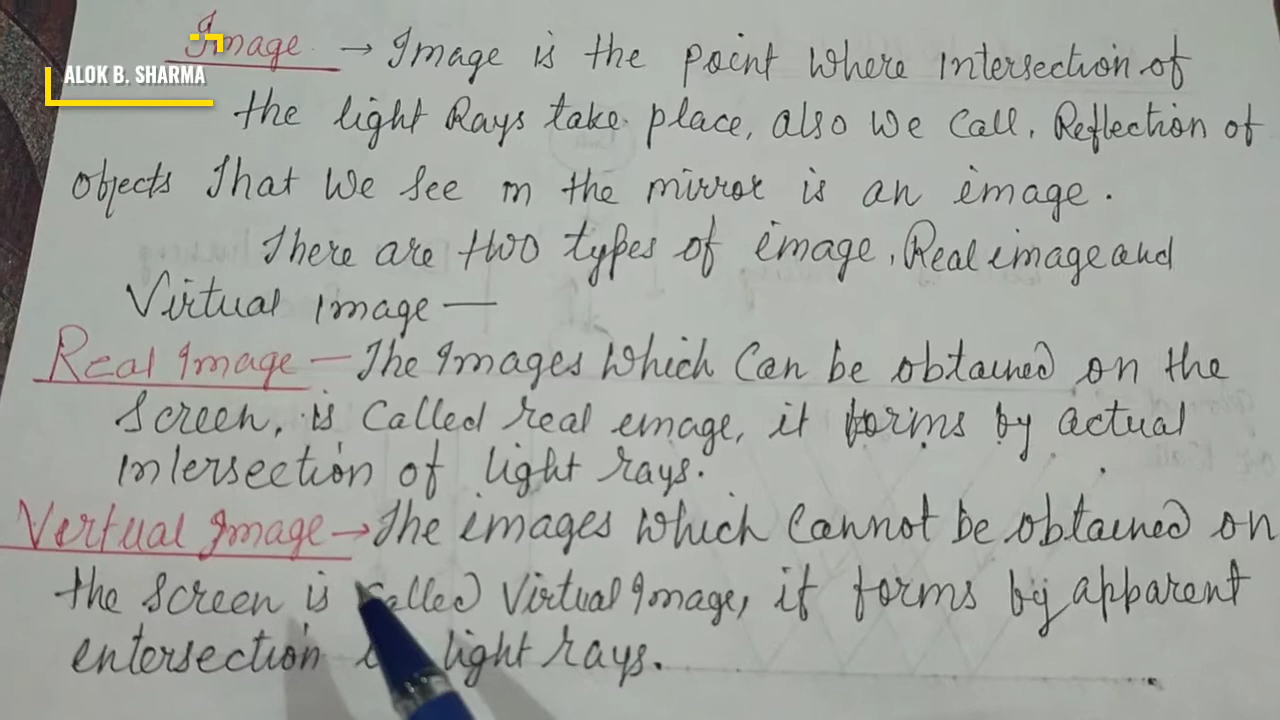 Image → Image is the point where intersection of
ALOK B. SHARMA
the light Rays take place, also we call, Reflection of
objects That we see in the mirror is an image.
There are two types of image, Real image and
Virtual image —
Real image — The images which can be obtained on the
screen, is called real image, it forms by actual
intersection of light rays.
Vertual image → The images which cannot be obtained on
the screen is called virtual image, it forms by apparent
entersection light rays.